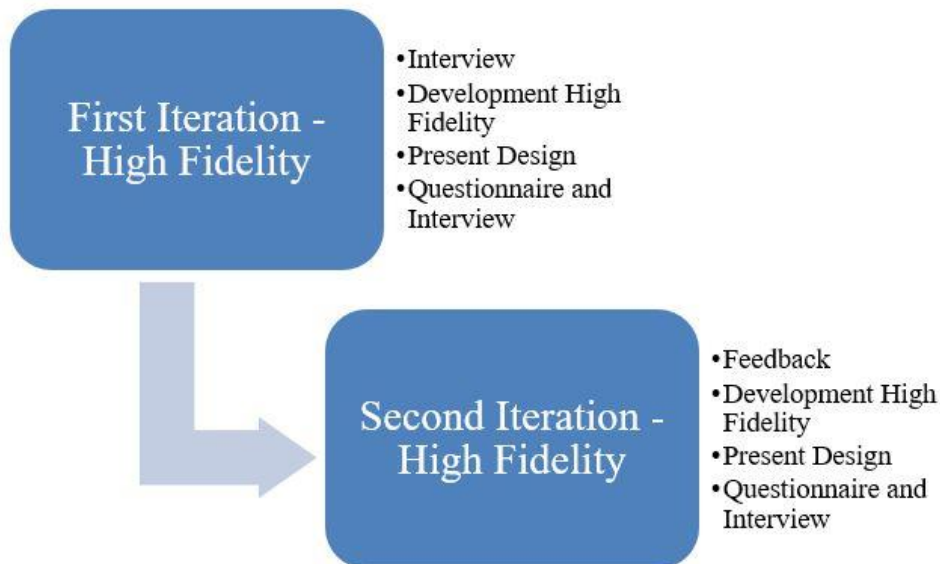 First Iteration -
High Fidelity
•Interview
•Development High
Fidelity
•Present Design
•Questionnaire and
Interview
Second Iteration -
High Fidelity
•Feedback
•Development High
Fidelity
•Present Design
•Questionnaire and
Interview